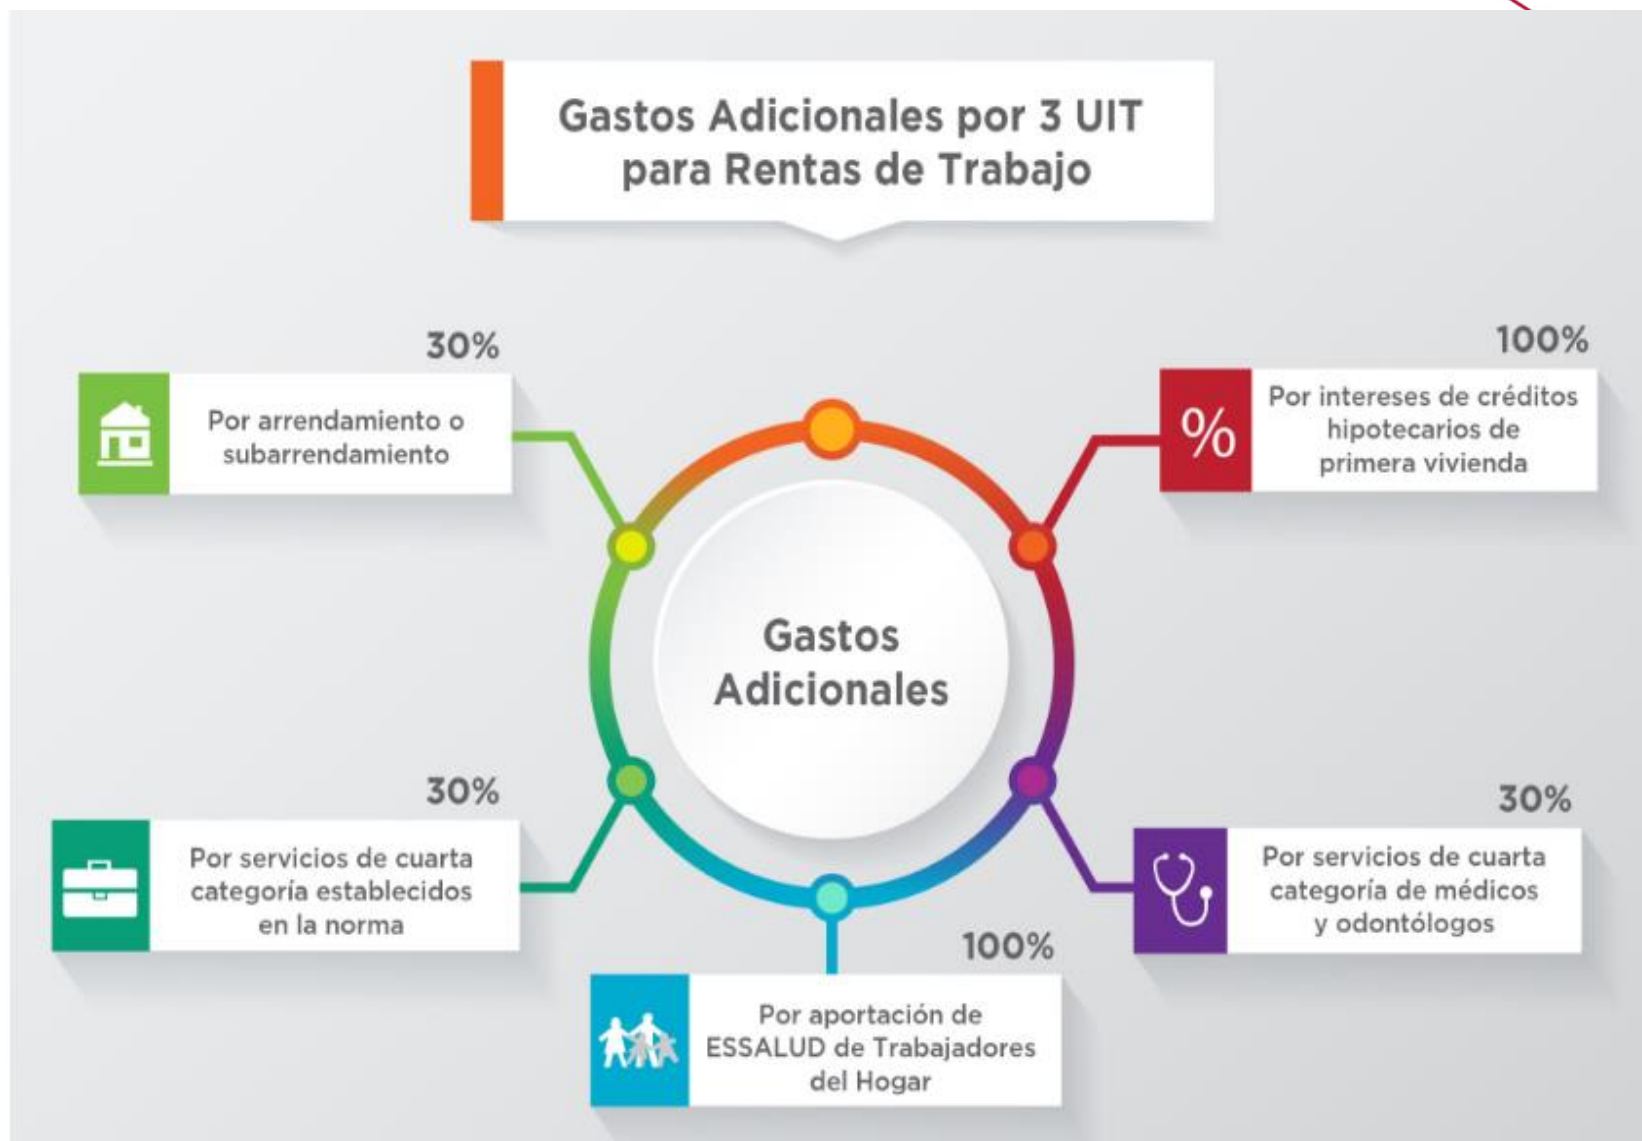 Gastos Adicionales por 3 UIT
para Rentas de Trabajo
30%
Por arrendamiento o
subarrendamiento
100%
%
Por intereses de créditos
hipotecarios de
primera vivienda
Gastos
Adicionales
30%
Por servicios de cuarta
categoría establecidos
en la norma
30%
Por servicios de cuarta
categoría de médicos
y odontólogos
100%
Por aportación de
ESSALUD de Trabajadores
del Hogar